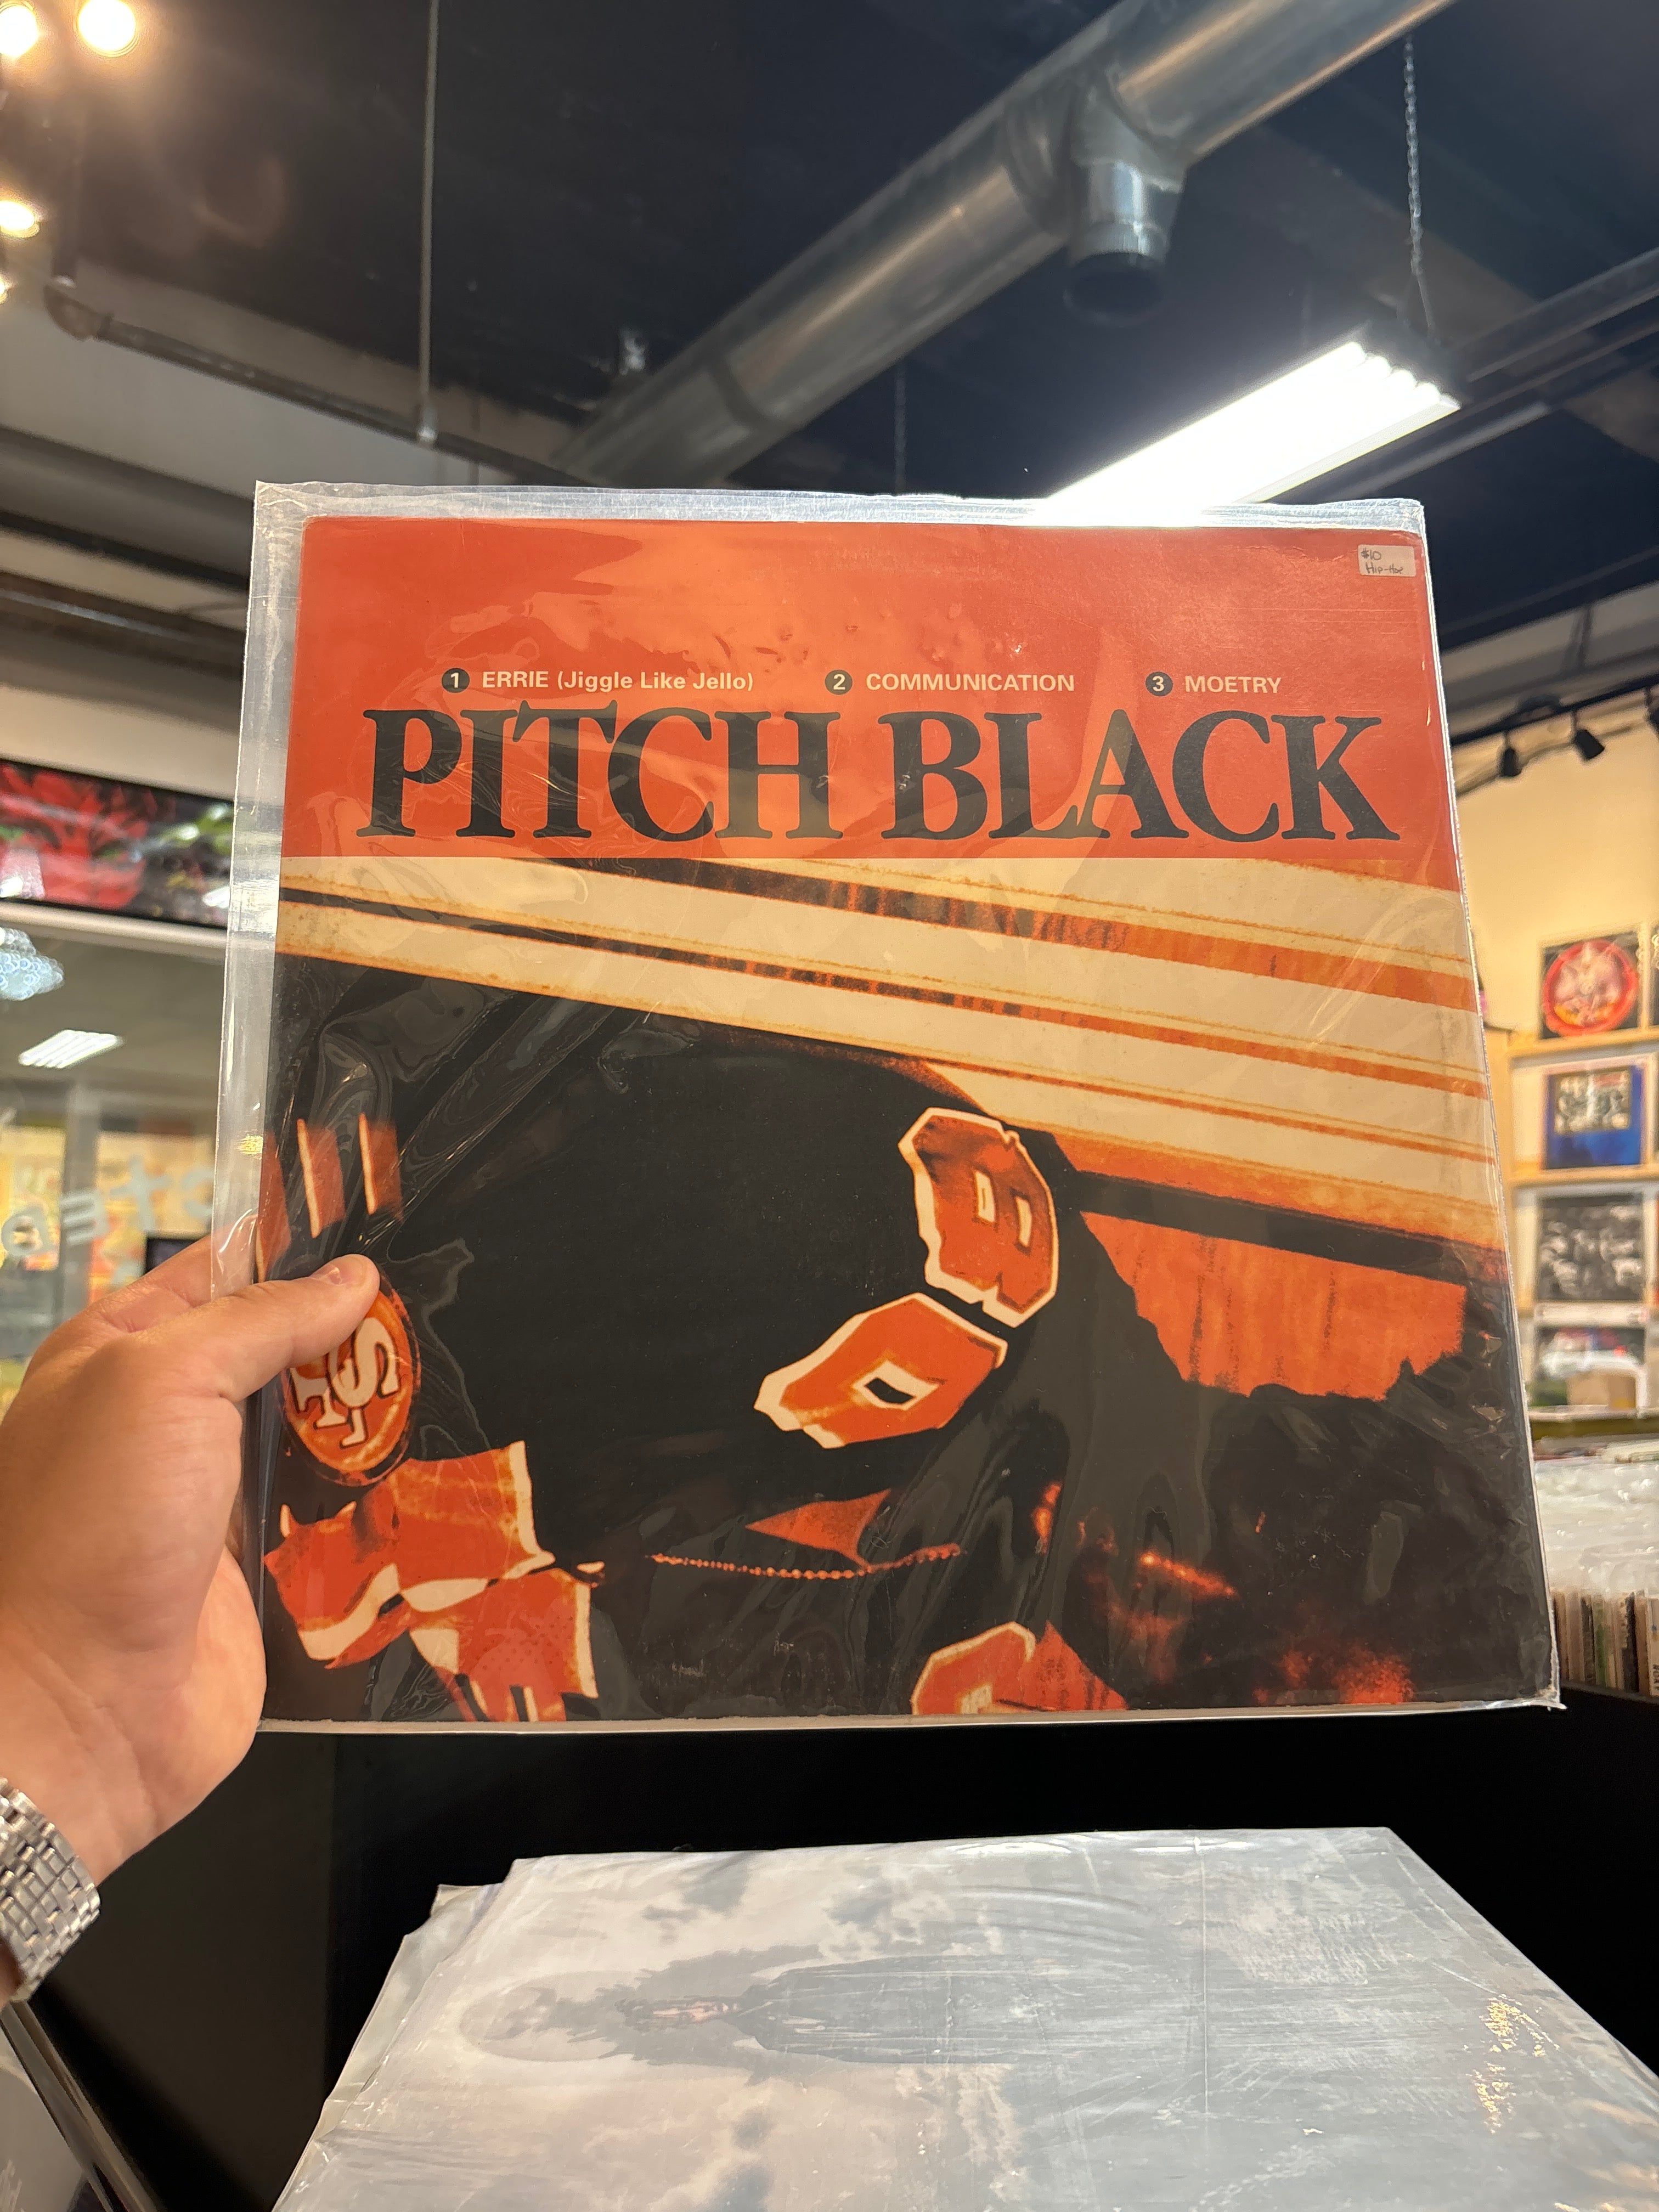 $10
Hip-Hop
1 ERRIE (Jiggle Like Jello) 2 COMMUNICATION 3 MOETRY
PITCH BLACK
SF